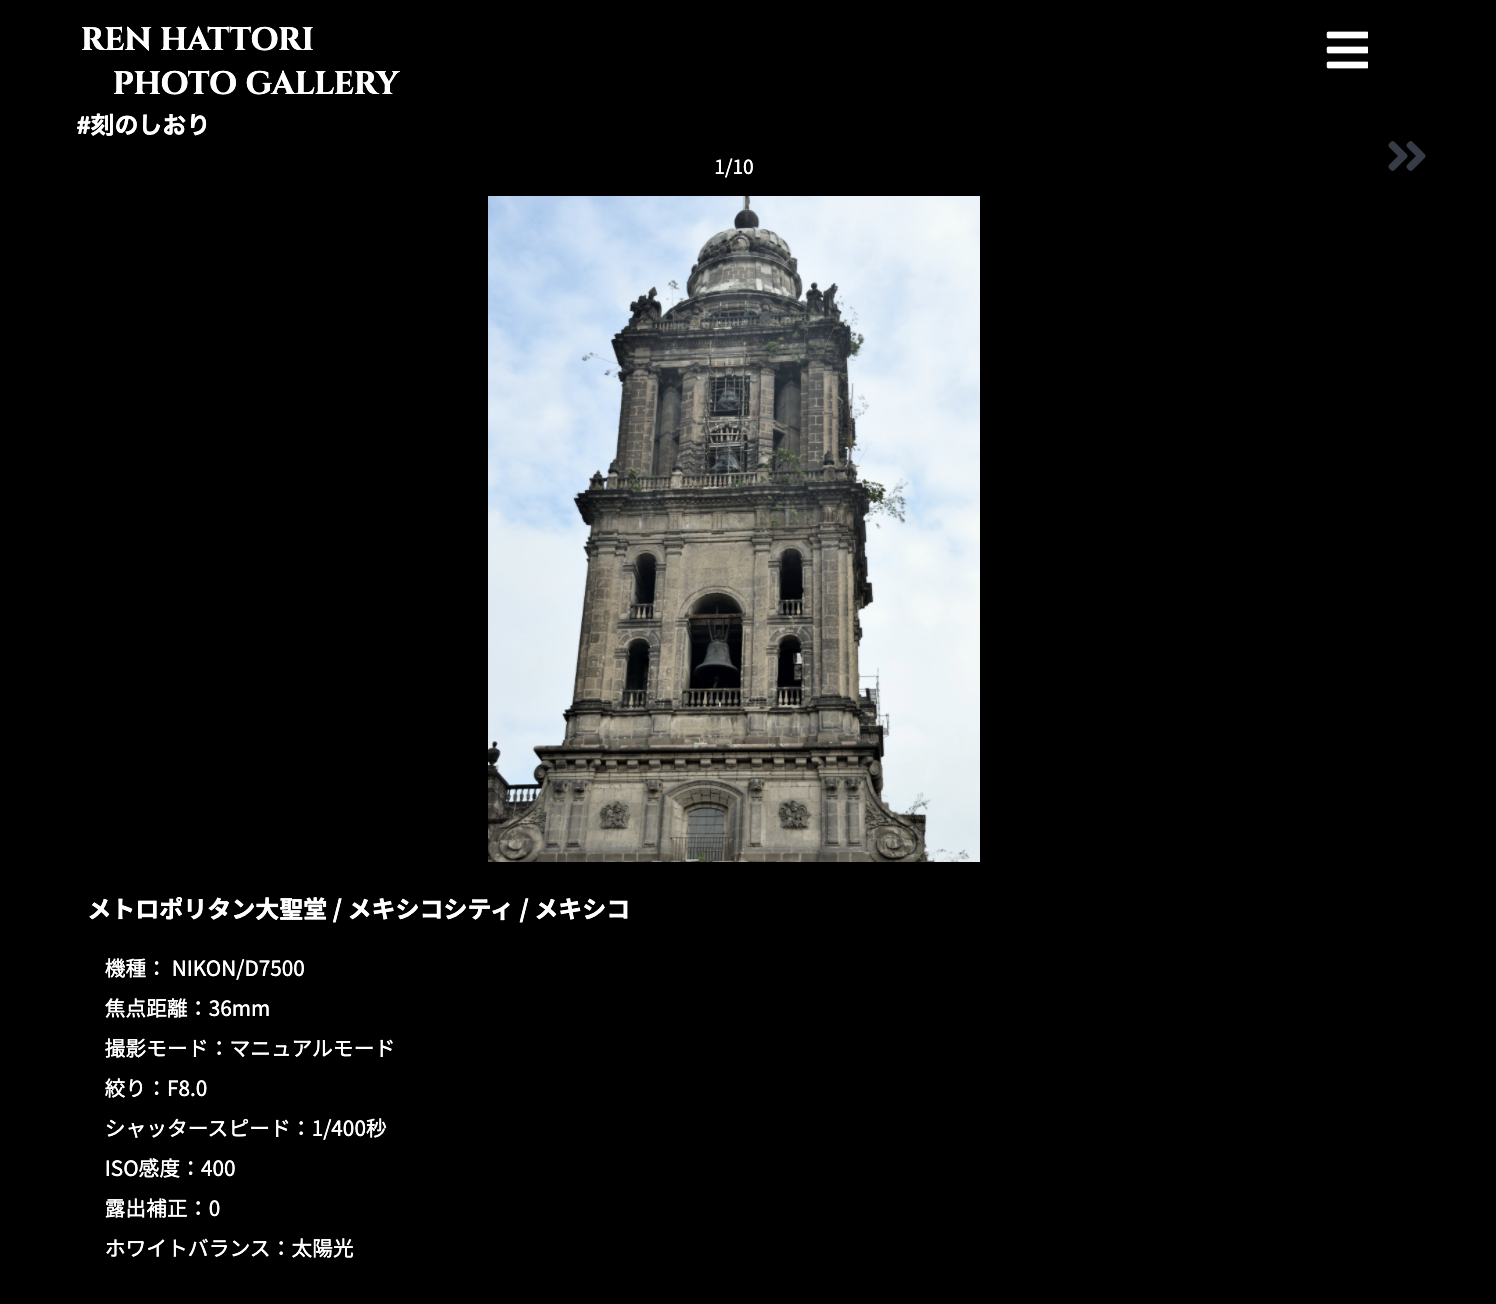 REN HATTORI
PHOTO GALLERY
#刻のしおり
1/10
メトロポリタン大聖堂 / メキシコシティ / メキシコ
機種： NIKON/D7500
焦点距離：36mm
撮影モード：マニュアルモード
絞り：F8.0
シャッタースピード：1/400秒
ISO感度：400
露出補正：0
ホワイトバランス：太陽光